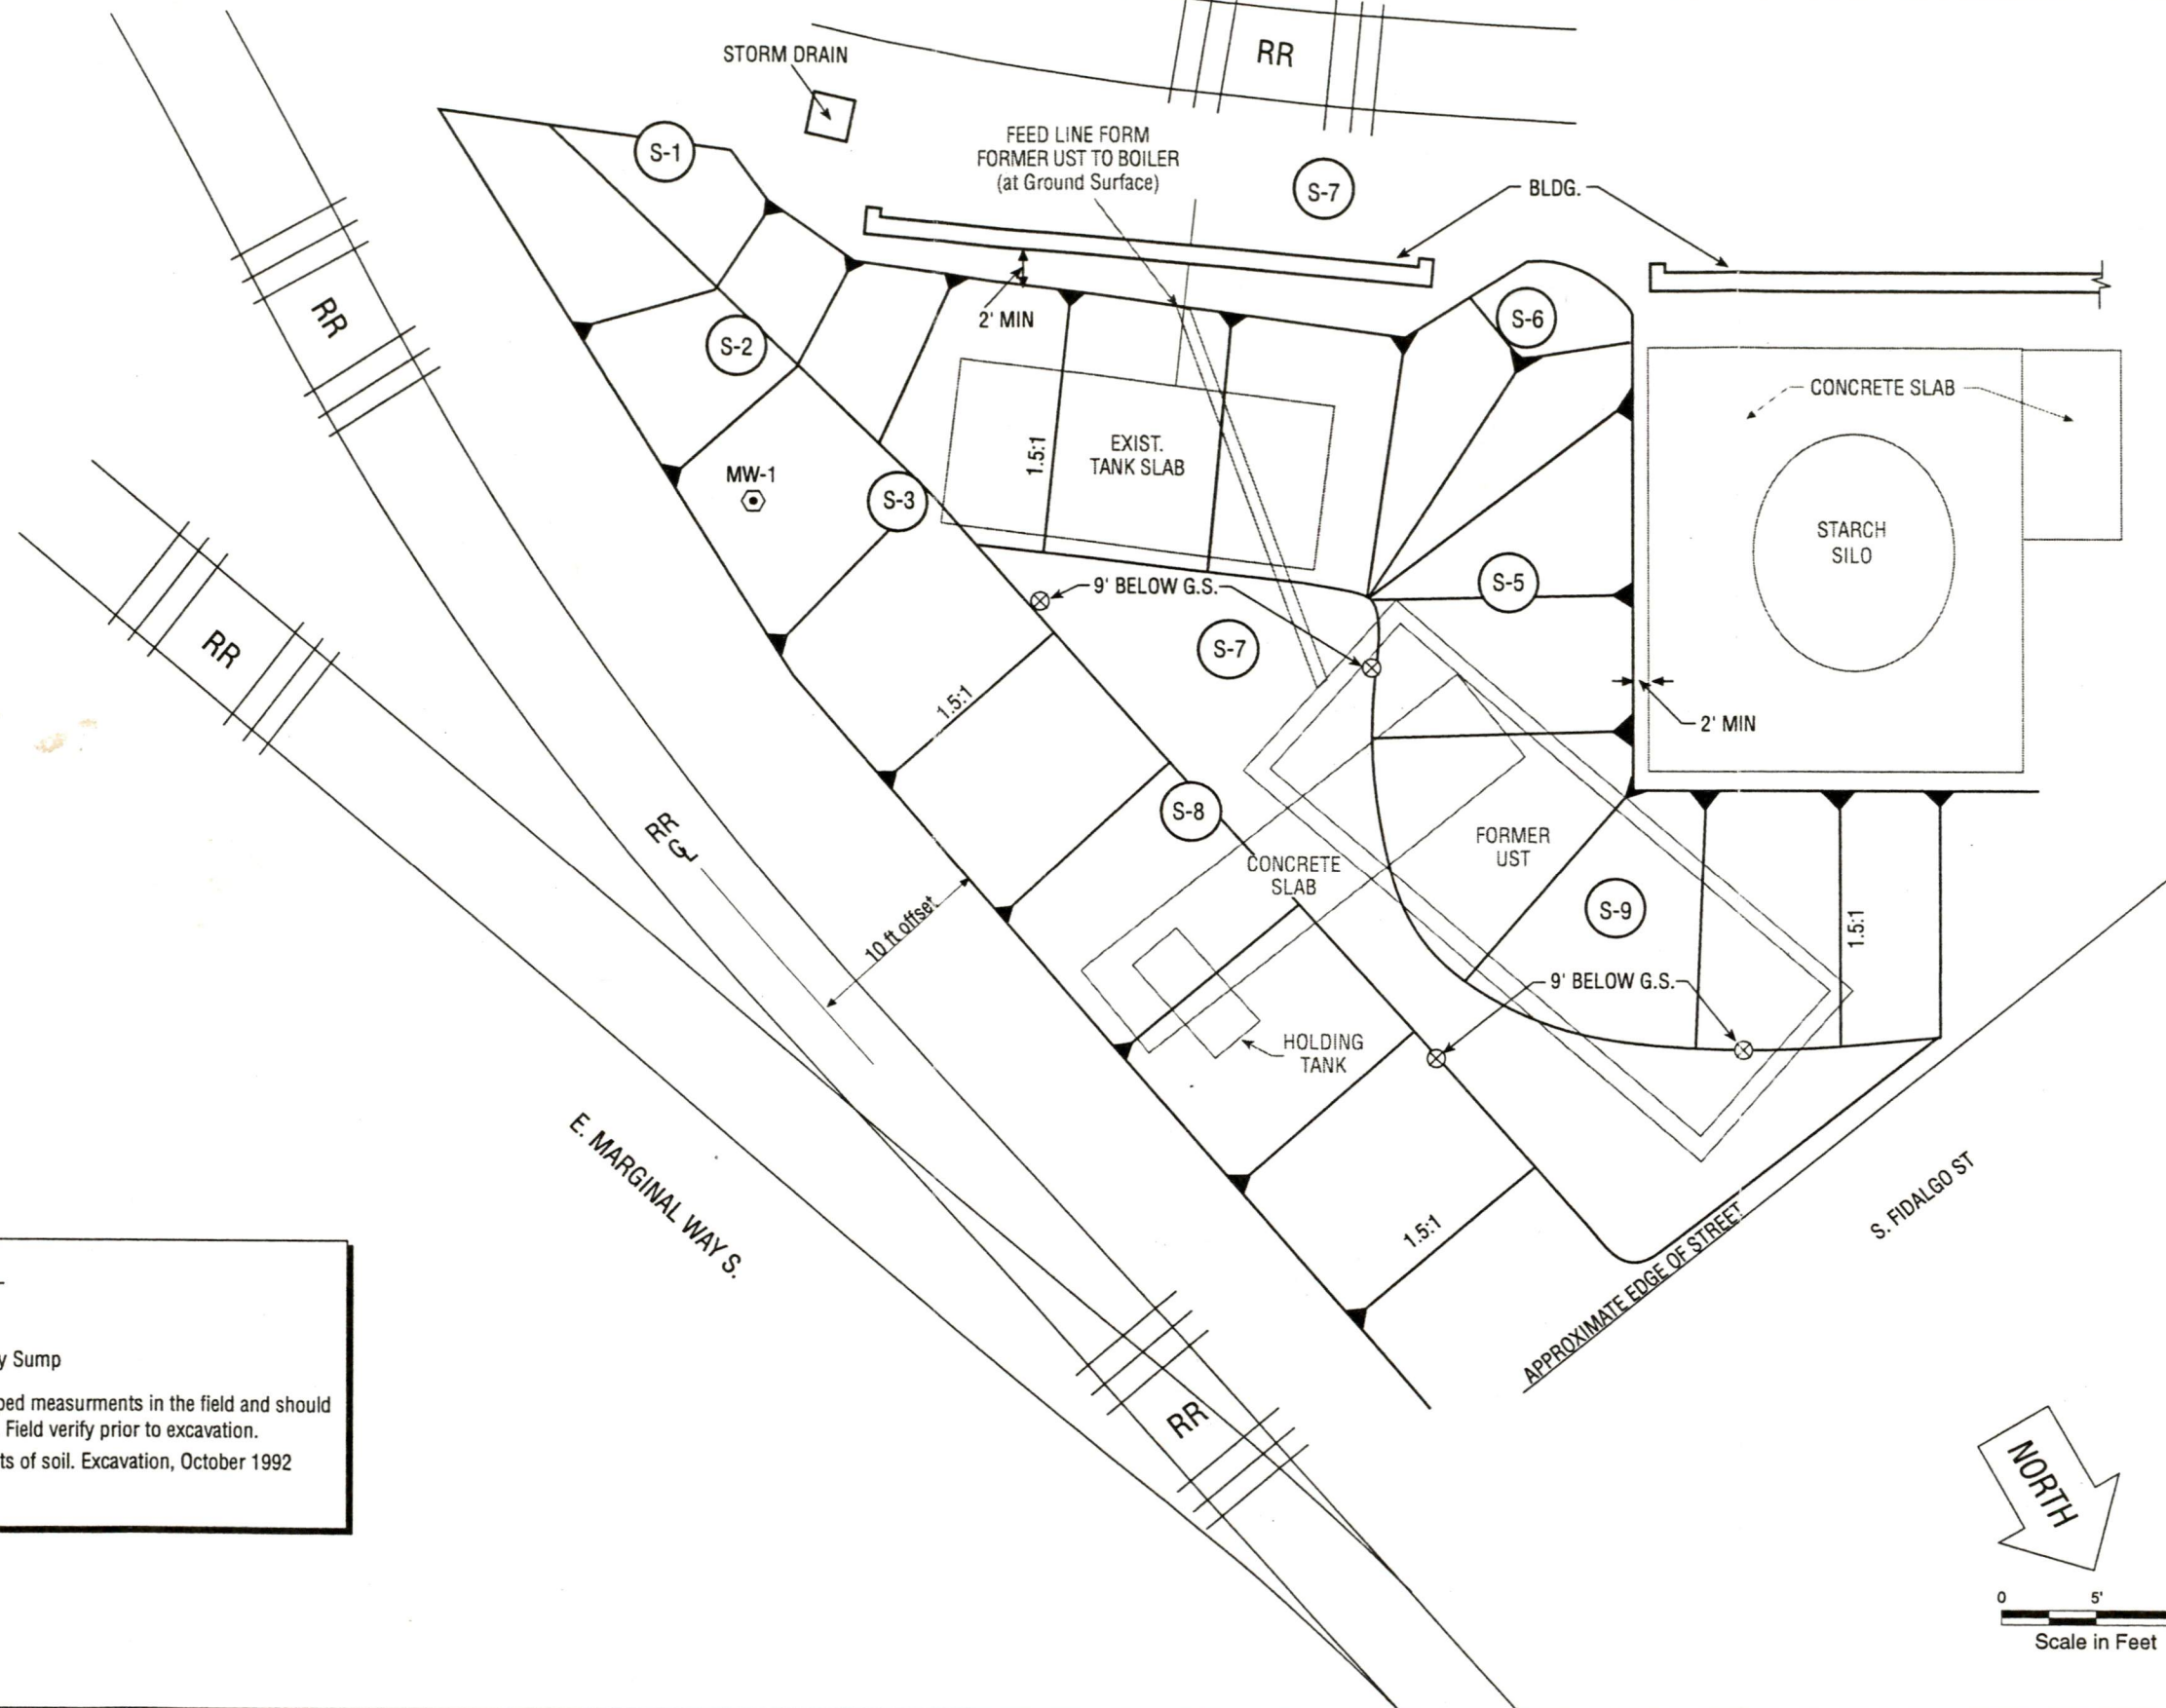 STORM DRAIN
RR
FEED LINE FORM
FORMER UST TO BOILER
(at Ground Surface)
S-1
S-7
BLDG.
2' MIN
S-6
RR
S-2
CONCRETE SLAB
1.5:1
EXIST.
TANK SLAB
MW-1
S-3
STARCH
SILO
9' BELOW G.S.
S-5
RR
S-7
1.5:1
2' MIN
S-8
RR
CONCRETE
SLAB
FORMER
UST
S-9
1.5:1
10 ft offset
9' BELOW G.S.
HOLDING
TANK
E. MARGINAL WAY S.
1.5:1
APPROXIMATE EDGE OF STREET
S. FIDALGO ST
y Sump
ped measurments in the field and should
Field verify prior to excavation.
ts of soil. Excavation, October 1992
RR
NORTH
0 5'
Scale in Feet